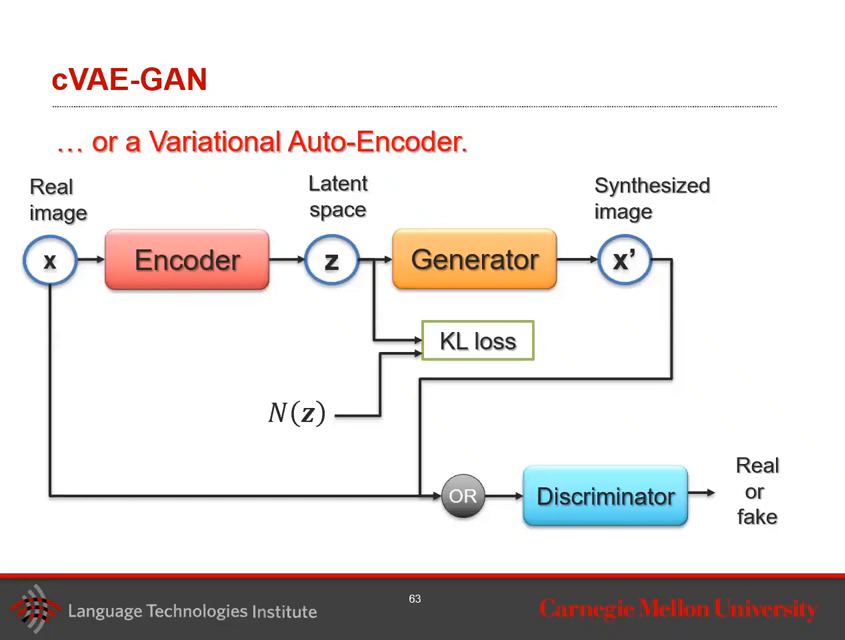 cVAE-GAN
… or a Variational Auto-Encoder.
Real
image
Latent
space
Synthesized
image
x
Encoder
z
Generator
x’
KL loss
N(z)
OR
Discriminator
Real
or
fake
Language Technologies Institute
63
Carnegie Mellon University